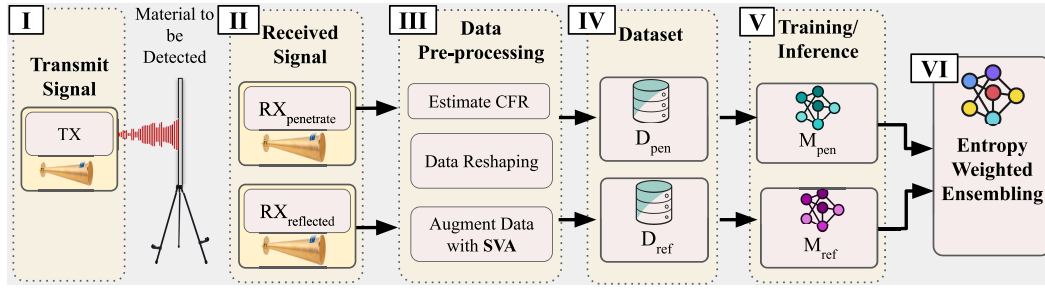 I
Transmit
Signal
TX
Material to
be
Detected
II
Received
Signal
RXpenetrate
RXreflected
III
Data
Pre-processing
Estimate CFR
Data Reshaping
Augment Data
with SVA
IV
Dataset
Dpen
Dref
V
Training/
Inference
Mpen
Mref
VI
Entropy
Weighted
Ensembling